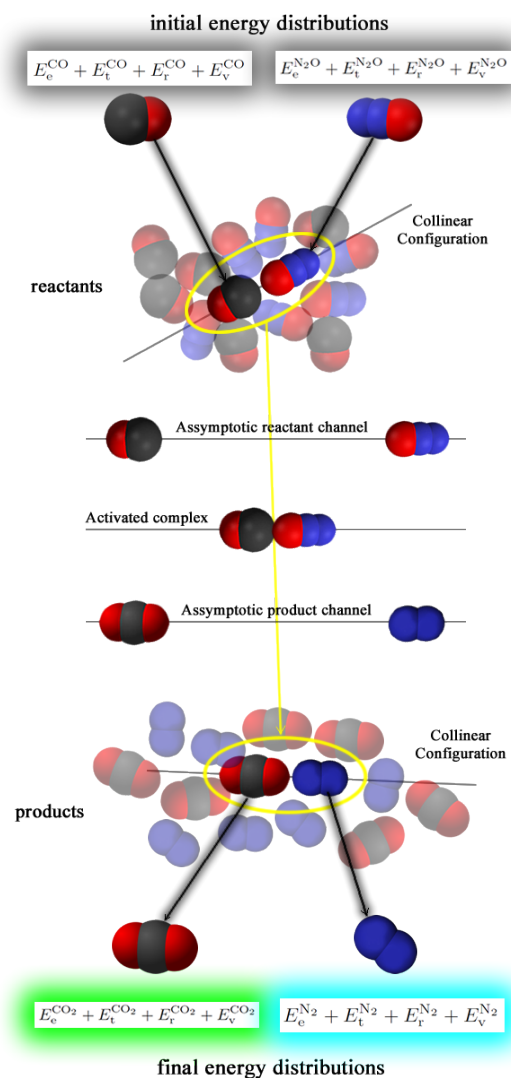 initial energy distributions
E_e^CO + E_t^CO + E_r^CO + E_v^CO
E_e^N₂O + E_t^N₂O + E_r^N₂O + E_v^N₂O
Collinear
Configuration
reactants
Assymptotic reactant channel
Activated complex
Assymptotic product channel
Collinear
Configuration
products
E_e^CO₂ + E_t^CO₂ + E_r^CO₂ + E_v^CO₂
E_e^N₂ + E_t^N₂ + E_r^N₂ + E_v^N₂
final energy distributions